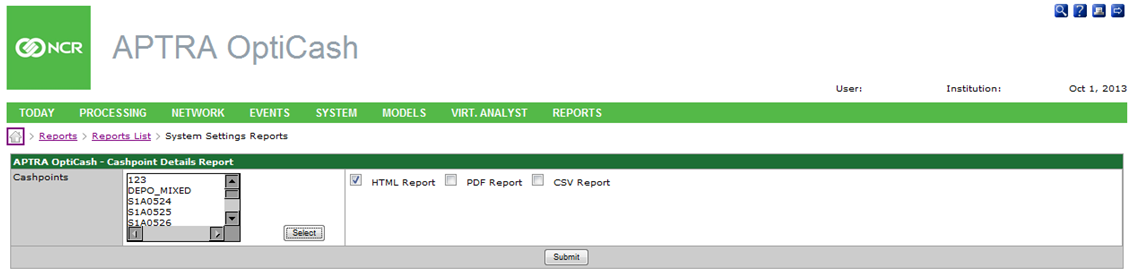 NCR APTRA OptiCash
User: Institution: Oct 1, 2013
TODAY PROCESSING NETWORK EVENTS SYSTEM MODELS VIRT. ANALYST REPORTS
> Reports > Reports List > System Settings Reports
APTRA OptiCash - Cashpoint Details Report
Cashpoints
123
DEPO_MIXED
S1A0524
S1A0525
S1A0526
Select
HTML Report PDF Report CSV Report
Submit